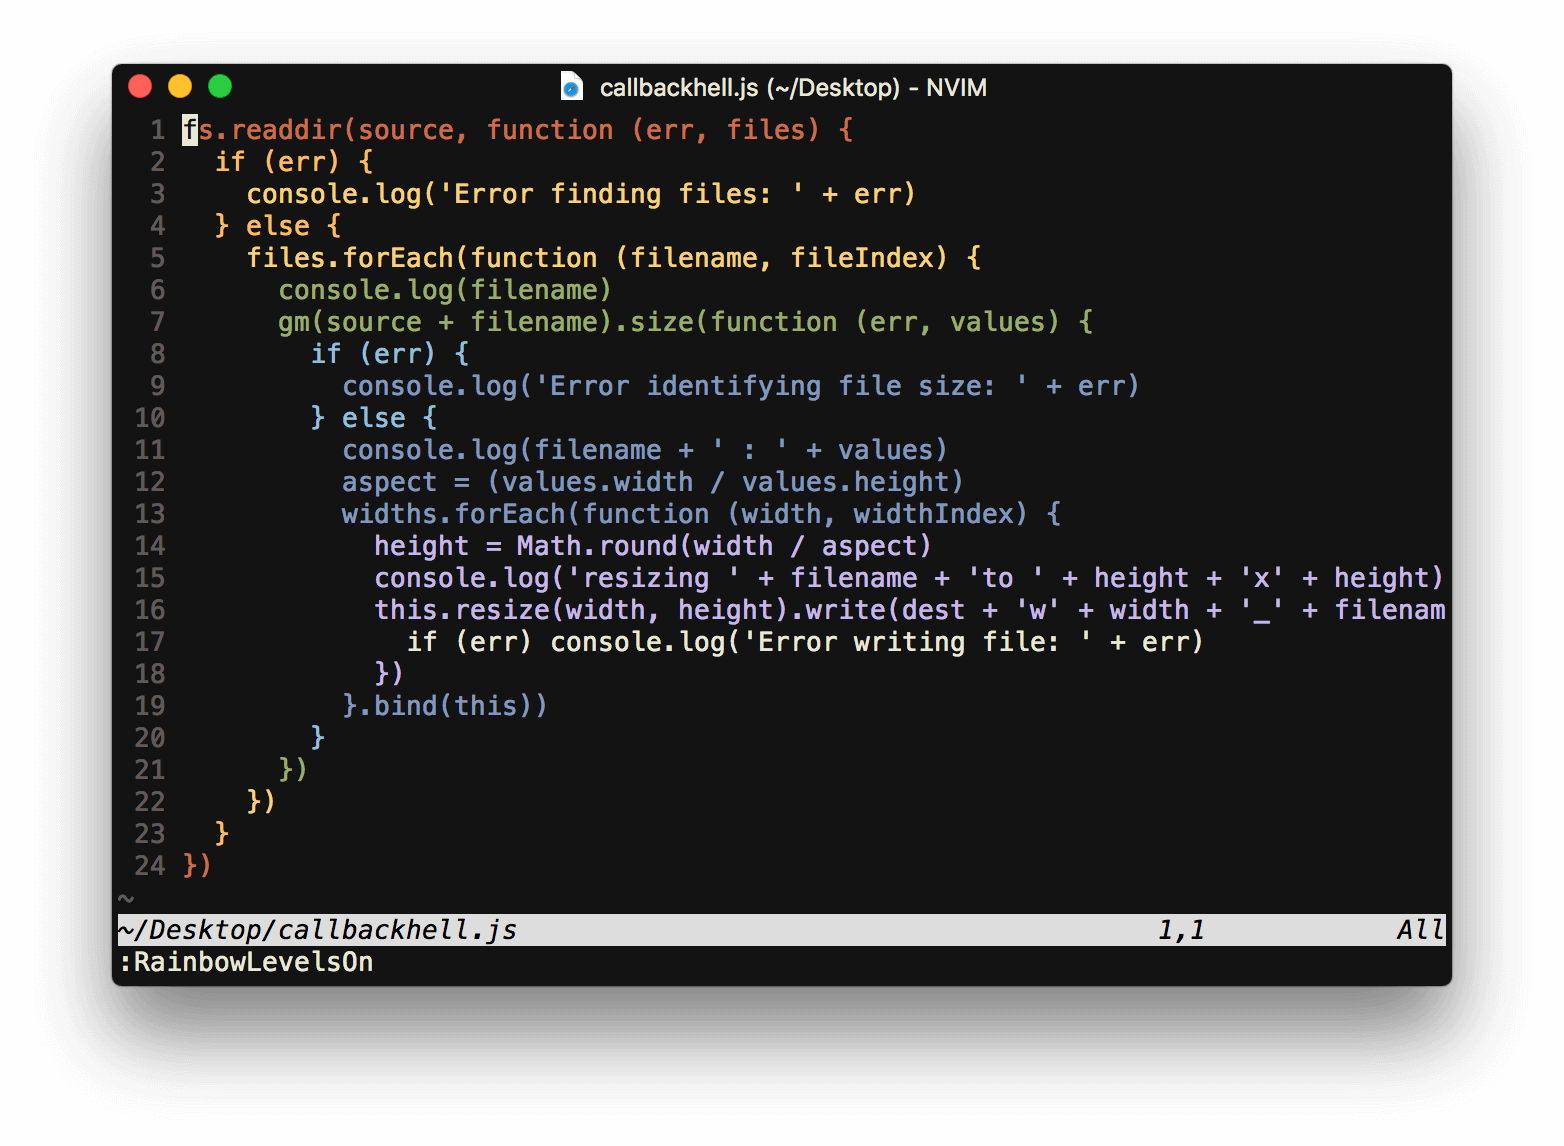 callbackhell.js (~/Desktop) - NVIM
1 fs.readdir(source, function (err, files) {
2   if (err) {
3     console.log('Error finding files: ' + err)
4   } else {
5     files.forEach(function (filename, fileIndex) {
6       console.log(filename)
7       gm(source + filename).size(function (err, values) {
8         if (err) {
9           console.log('Error identifying file size: ' + err)
10         } else {
11           console.log(filename + ' : ' + values)
12           aspect = (values.width / values.height)
13           widths.forEach(function (width, widthIndex) {
14             height = Math.round(width / aspect)
15             console.log('resizing ' + filename + 'to ' + height + 'x' + height)
16             this.resize(width, height).write(dest + 'w' + width + '_' + filenam
17               if (err) console.log('Error writing file: ' + err)
18             })
19           }.bind(this))
20         }
21       })
22     })
23   }
24 })
~
~/Desktop/callbackhell.js 1,1 All
:RainbowLevelsOn